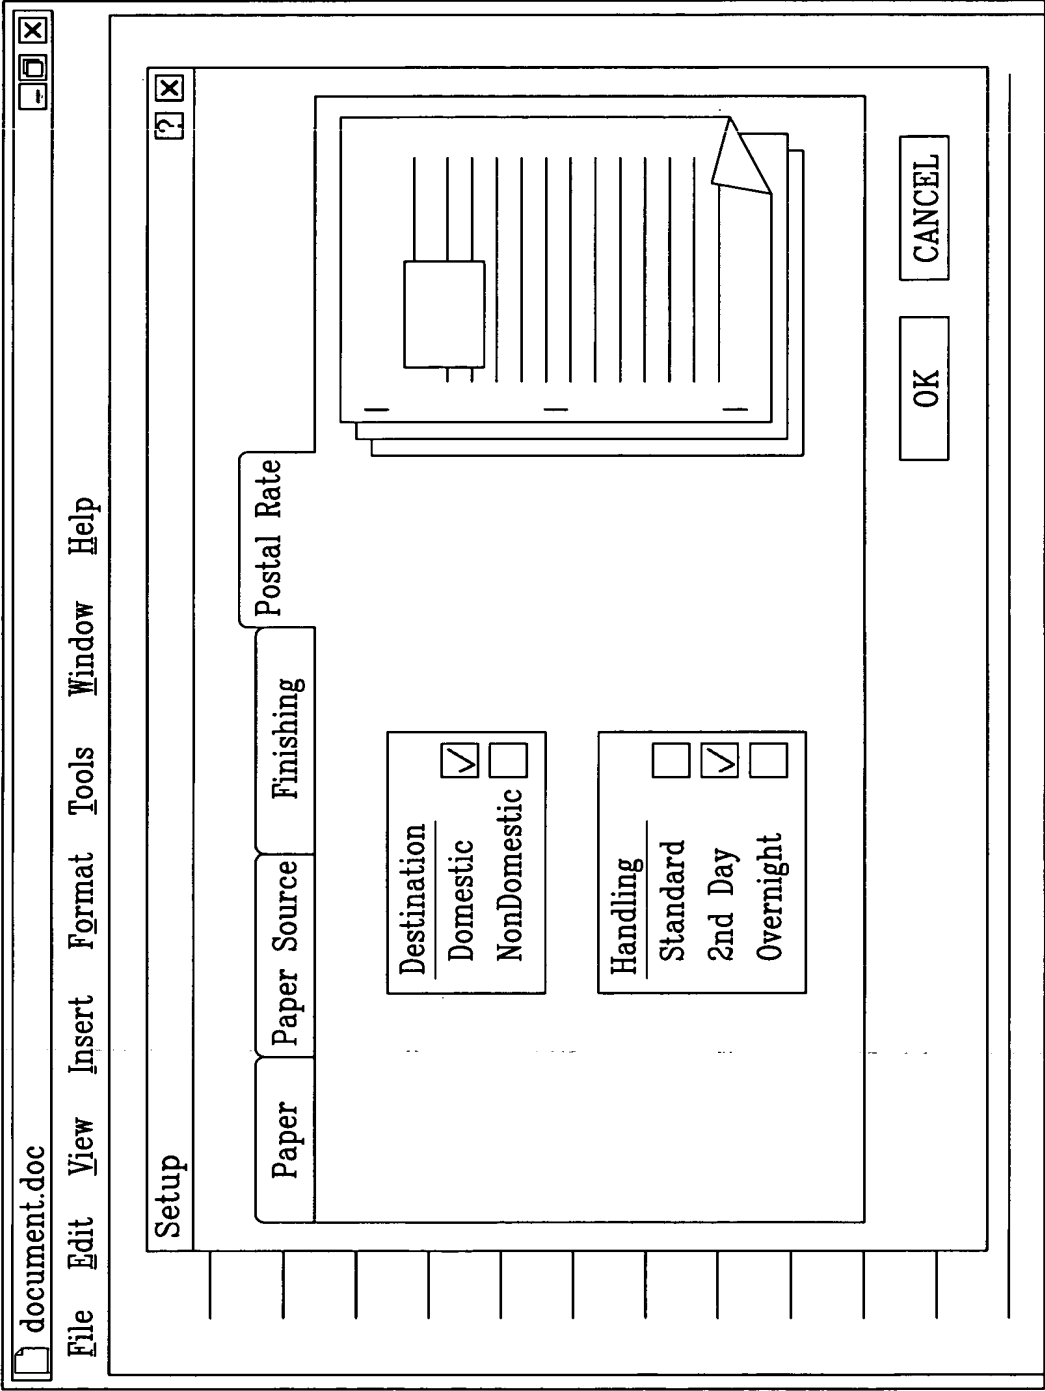 document.doc
File Edit View Insert Format Tools Window Help
Setup
?
Paper Paper Source Finishing Postal Rate
Destination
Domestic
NonDomestic
Handling
Standard
2nd Day
Overnight
OK CANCEL